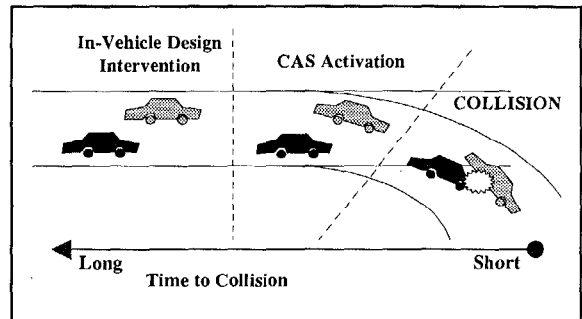 In-Vehicle Design
Intervention
CAS Activation
COLLISION
Long
Short
Time to Collision